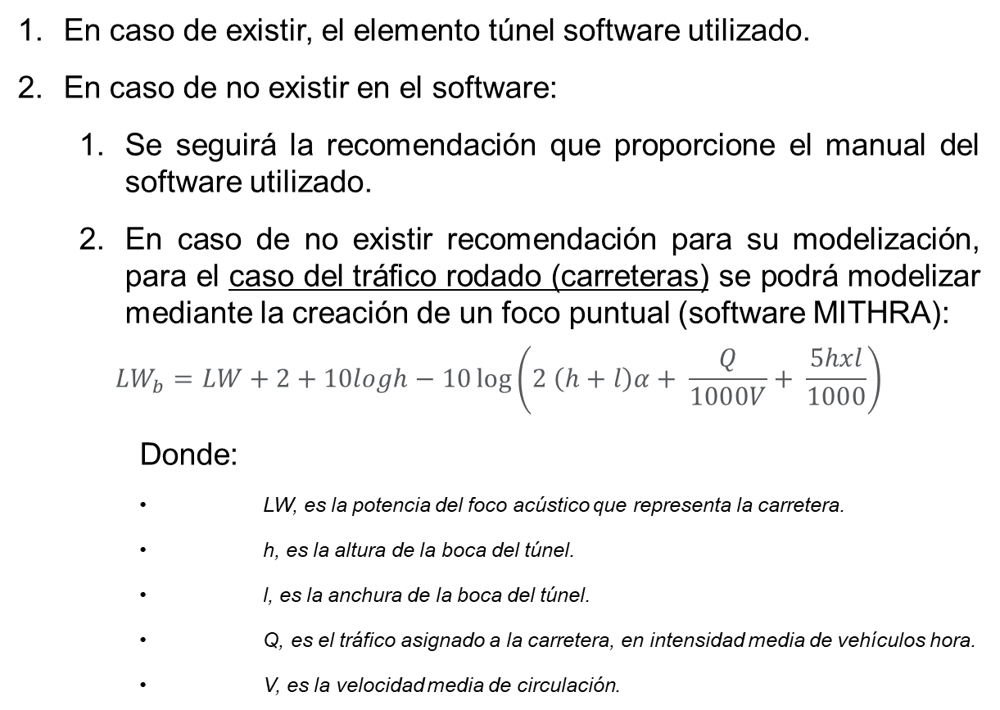 1. En caso de existir, el elemento túnel software utilizado.
2. En caso de no existir en el software:
1. Se seguirá la recomendación que proporcione el manual del
software utilizado.
2. En caso de no existir recomendación para su modelización,
para el caso del tráfico rodado (carreteras) se podrá modelizar
mediante la creación de un foco puntual (software MITHRA):
LW_b = LW + 2 + 10logh − 10 log(2 (h + l)α + Q/1000V + 5hxl/1000)
Donde:
• LW, es la potencia del foco acústico que representa la carretera.
• h, es la altura de la boca del túnel.
• l, es la anchura de la boca del túnel.
• Q, es el tráfico asignado a la carretera, en intensidad media de vehículos hora.
• V, es la velocidad media de circulación.